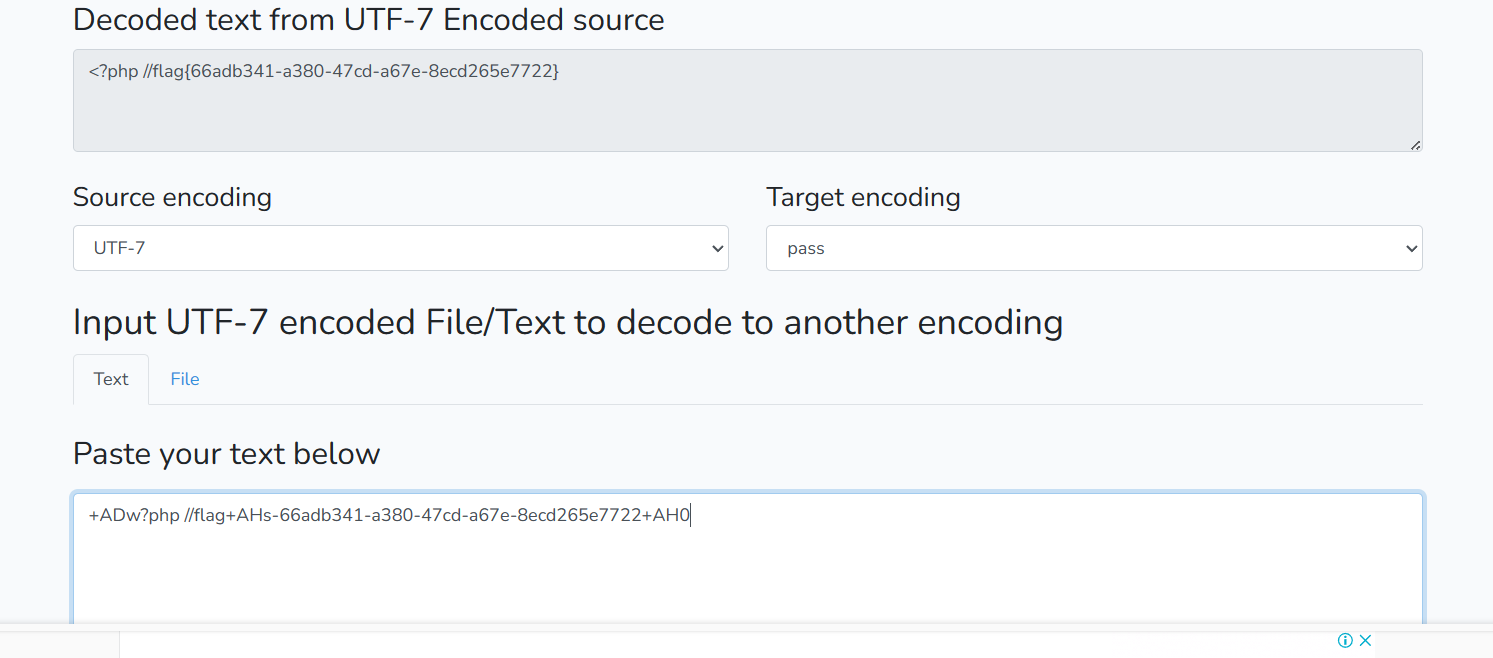 Decoded text from UTF-7 Encoded source
<?php //flag{66adb341-a380-47cd-a67e-8ecd265e7722}
Source encoding
Target encoding
UTF-7
pass
Input UTF-7 encoded File/Text to decode to another encoding
Text
File
Paste your text below
+ADw?php //flag+AHs-66adb341-a380-47cd-a67e-8ecd265e7722+AH0